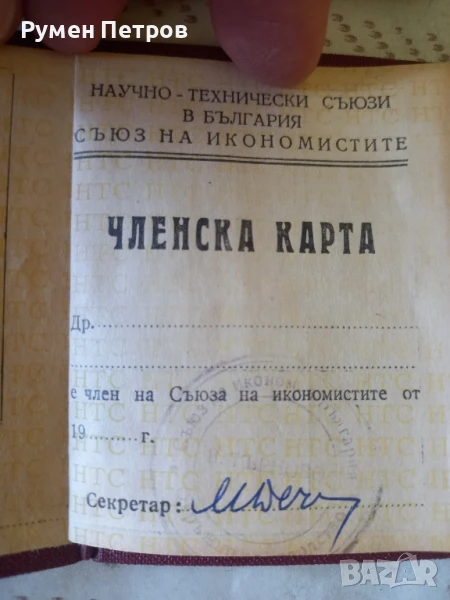 Румен Петров
НАУЧНО - ТЕХНИЧЕСКИ СЪЮЗИ
В БЪЛГАРИЯ
СЪЮЗ НА ИКОНОМИСТИТЕ
ЧЛЕНСКА КАРТА
Др.
е член на Съюза на икономистите от
19......... г.
Секретар:
BAZAR